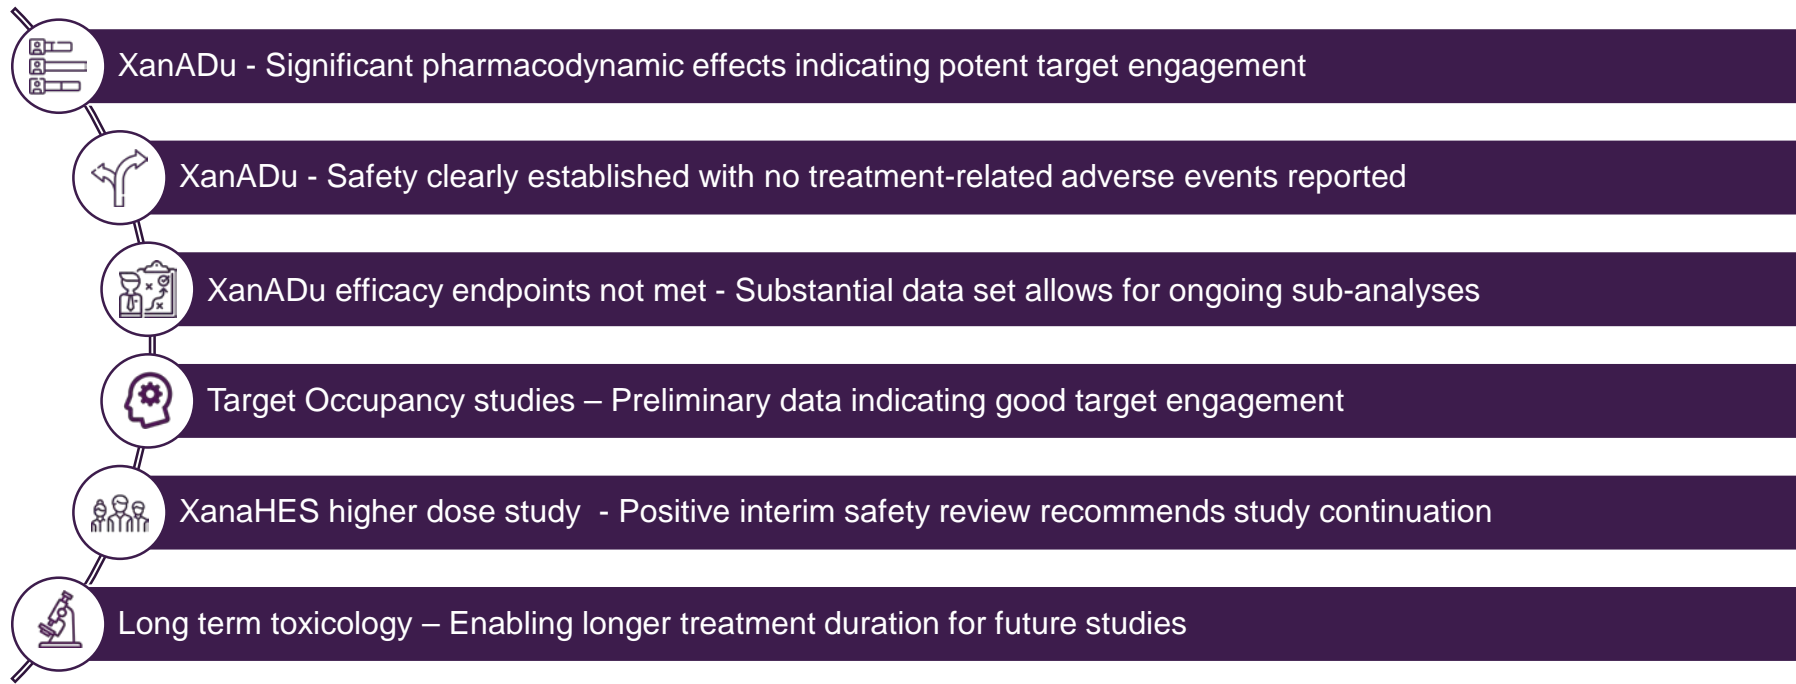 XanADu - Significant pharmacodynamic effects indicating potent target engagement
XanADu - Safety clearly established with no treatment-related adverse events reported
XanADu efficacy endpoints not met - Substantial data set allows for ongoing sub-analyses
Target Occupancy studies – Preliminary data indicating good target engagement
XanaHES higher dose study  - Positive interim safety review recommends study continuation
Long term toxicology – Enabling longer treatment duration for future studies